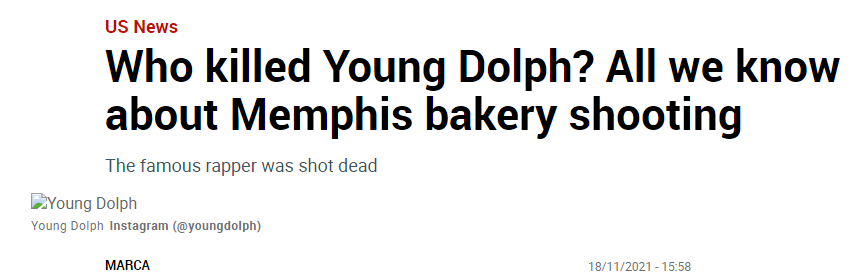 US News
Who killed Young Dolph? All we know
about Memphis bakery shooting
The famous rapper was shot dead
Young Dolph
Young Dolph Instagram (@youngdolph)
MARCA
18/11/2021 - 15:58